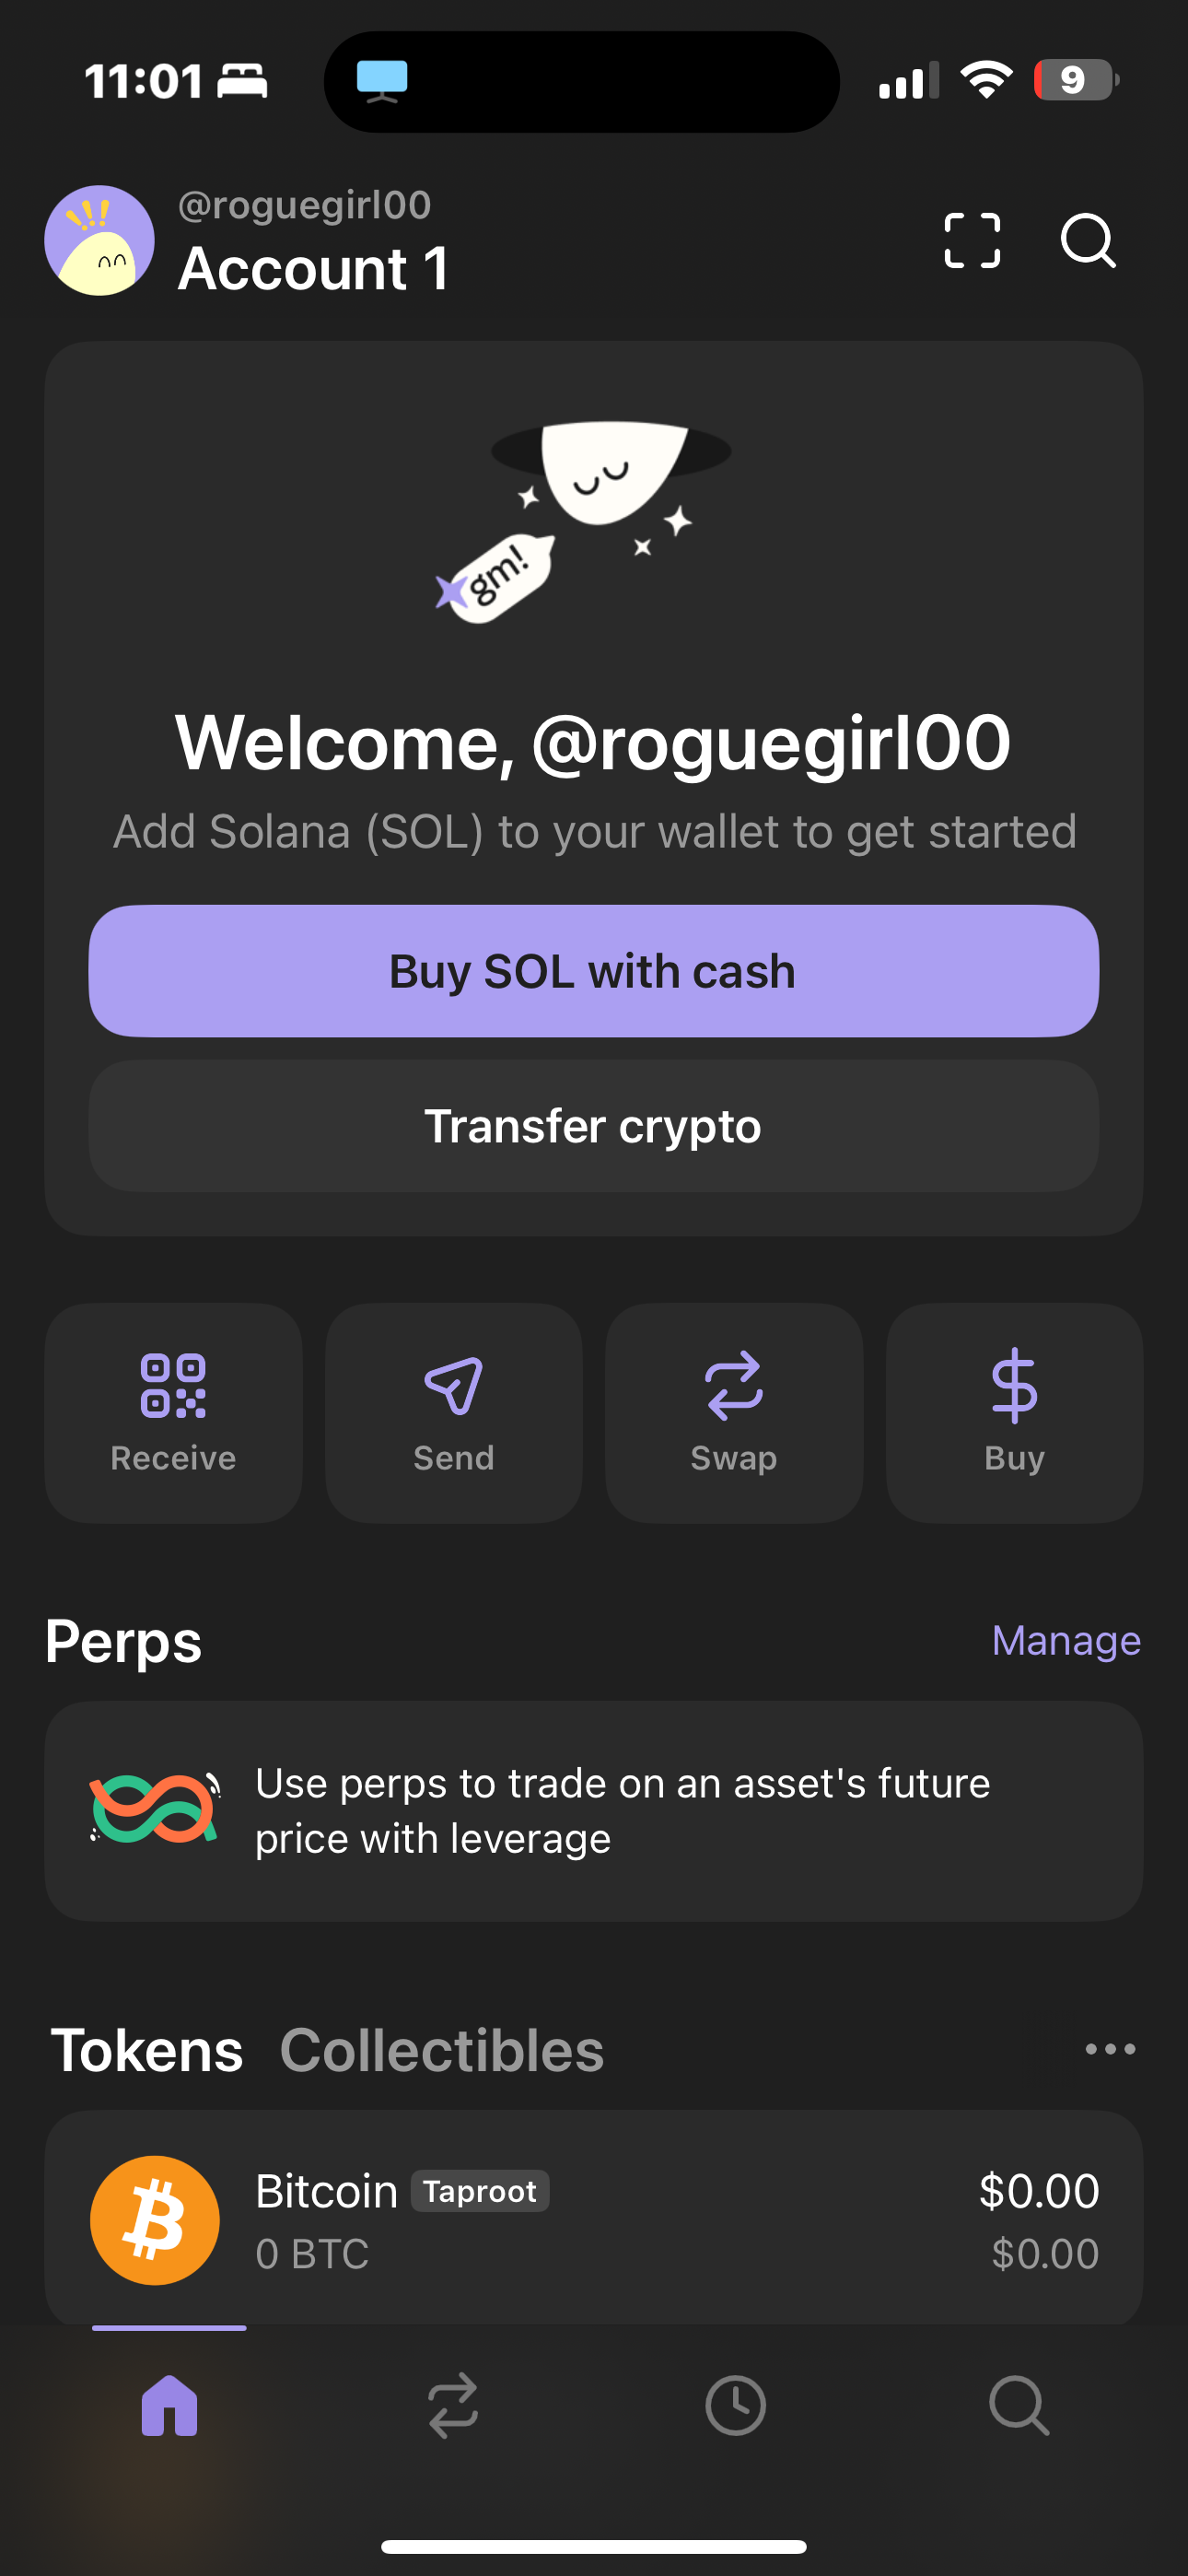 11:01
9
@roguegirl00
Account 1
gm!
Welcome, @roguegirl00
Add Solana (SOL) to your wallet to get started
Buy SOL with cash
Transfer crypto
Receive
Send
Swap
Buy
Perps
Manage
Use perps to trade on an asset's future
price with leverage
Tokens
Collectibles
Bitcoin Taproot
$0.00
0 BTC
$0.00